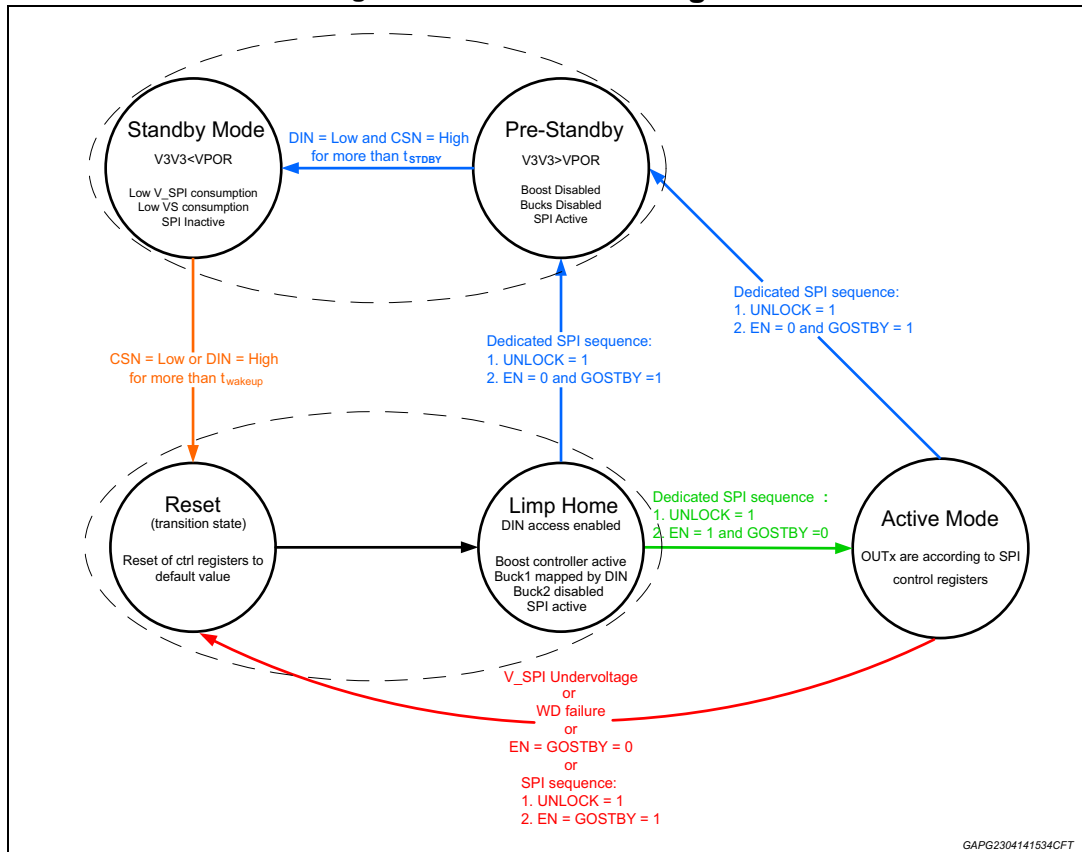 Standby Mode
V3V3<VPOR
Low V_SPI consumption
Low VS consumption
SPI Inactive
DIN = Low and CSN = High
for more than tSTDBY
Pre-Standby
V3V3>VPOR
Boost Disabled
Bucks Disabled
SPI Active
Dedicated SPI sequence:
1. UNLOCK = 1
2. EN = 0 and GOSTBY = 1
Dedicated SPI sequence:
1. UNLOCK = 1
2. EN = 0 and GOSTBY =1
CSN = Low or DIN = High
for more than twakeup
Reset
(transition state)
Reset of ctrl registers to
default value
Limp Home
DIN access enabled
Boost controller active
Buck1 mapped by DIN
Buck2 disabled
SPI active
Dedicated SPI sequence :
1. UNLOCK = 1
2. EN = 1 and GOSTBY =0
Active Mode
OUTx are according to SPI
control registers
V_SPI Undervoltage
or
WD failure
or
EN = GOSTBY = 0
or
SPI sequence:
1. UNLOCK = 1
2. EN = GOSTBY = 1
GAPG2304141534CFT